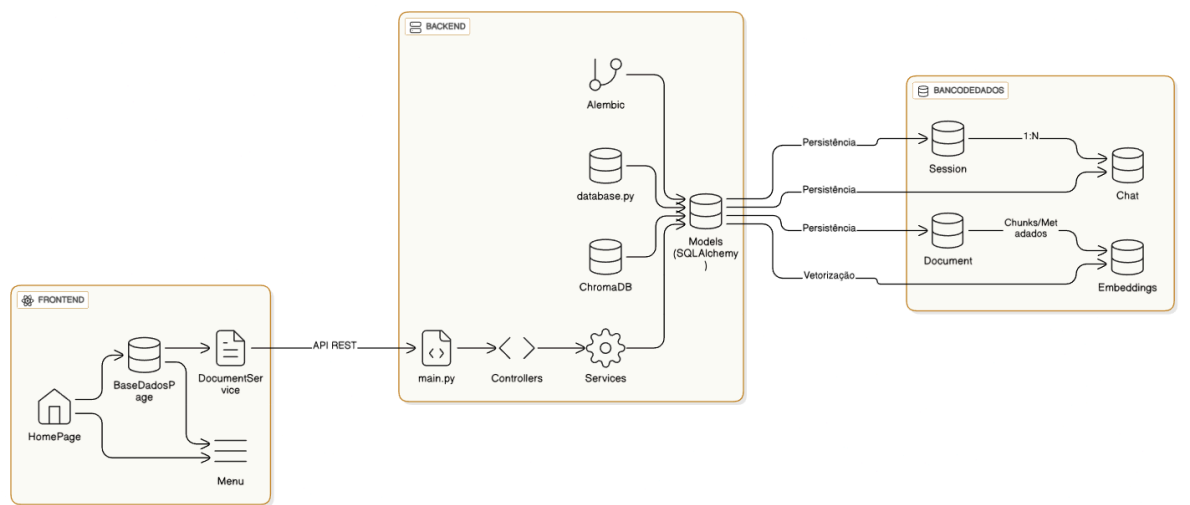 BACKEND
Alembic
database.py
ChromaDB
Models
(SQLAlchemy
)
main.py
Controllers
Services
BANCODEDADOS
Persistência
Session
1:N
Chat
Persistência
Persistência
Document
Chunks/Met
adados
Vetorização
Embeddings
FRONTEND
HomePage
BaseDadosP
age
DocumentSer
vice
Menu
API REST